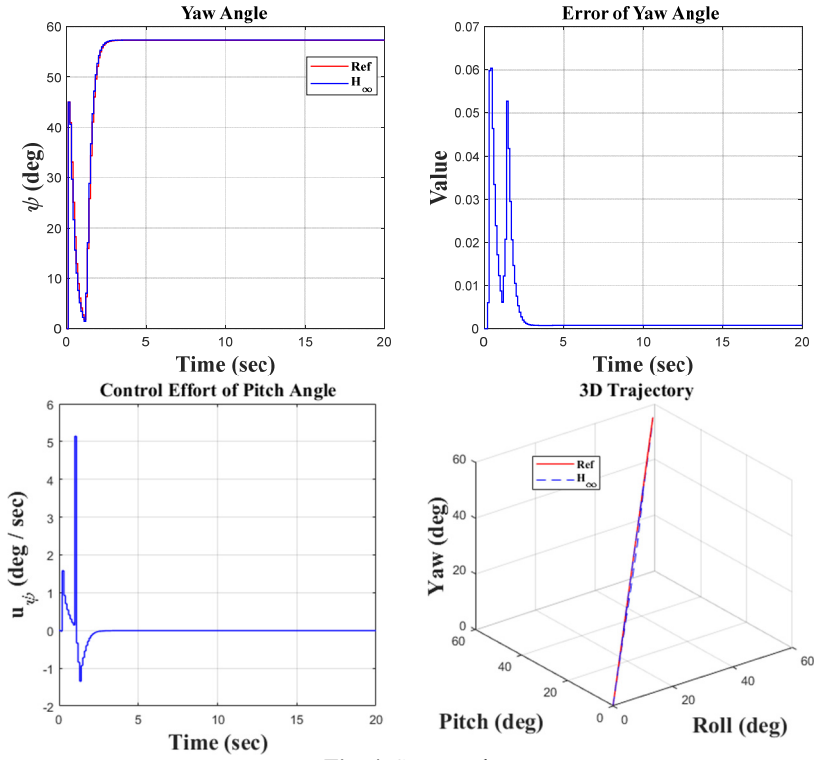 Yaw Angle
60
50
40
30
20
10
0
ψ (deg)
Ref
H∞
0 5 10 15 20
Time (sec)
Error of Yaw Angle
0.07
0.06
0.05
0.04
0.03
0.02
0.01
0
Value
0 5 10 15 20
Time (sec)
Control Effort of Pitch Angle
6
5
4
3
2
1
0
-1
-2
uψ (deg / sec)
0 5 10 15 20
Time (sec)
3D Trajectory
Ref
H∞
60
40
20
0
Yaw (deg)
60
40
20
0
Pitch (deg)
0
20
40
60
Roll (deg)